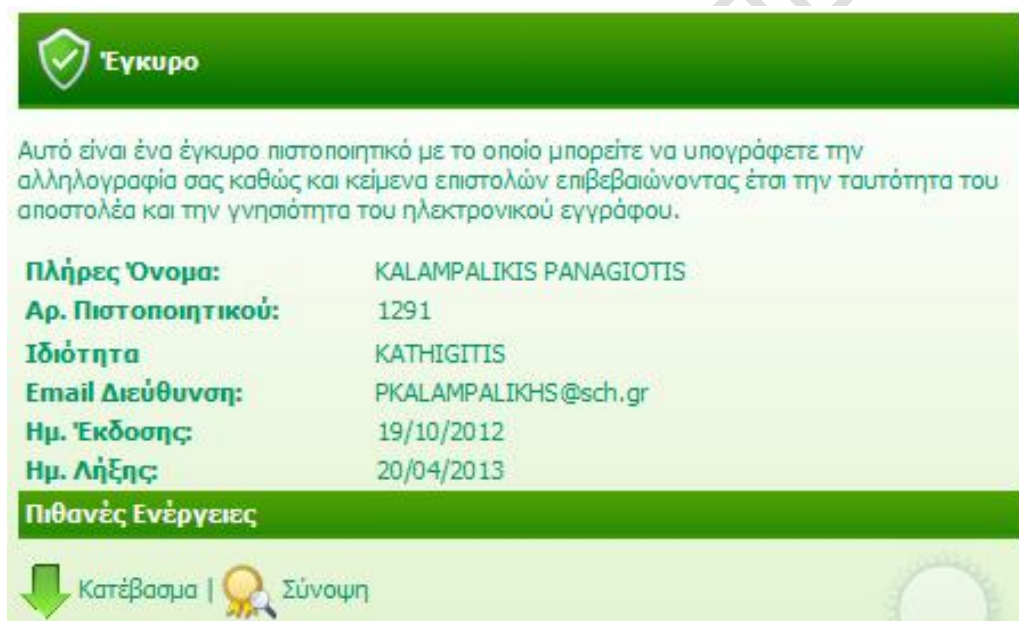 Έγκυρο
Αυτό είναι ένα έγκυρο πιστοποιητικό με το οποίο μπορείτε να υπογράφετε την
αλληλογραφία σας καθώς και κείμενα επιστολών επιβεβαιώνοντας έτσι την ταυτότητα του
αποστολέα και την γνησιότητα του ηλεκτρονικού εγγράφου.
Πλήρες Όνομα: KALAMPALIKIS PANAGIOTIS
Αρ. Πιστοποιητικού: 1291
Ιδιότητα KATHIGITIS
Email Διεύθυνση: PKALAMPALIKHS@sch.gr
Ημ. Έκδοσης: 19/10/2012
Ημ. Λήξης: 20/04/2013
Πιθανές Ενέργειες
Κατέβασμα | Σύνοψη